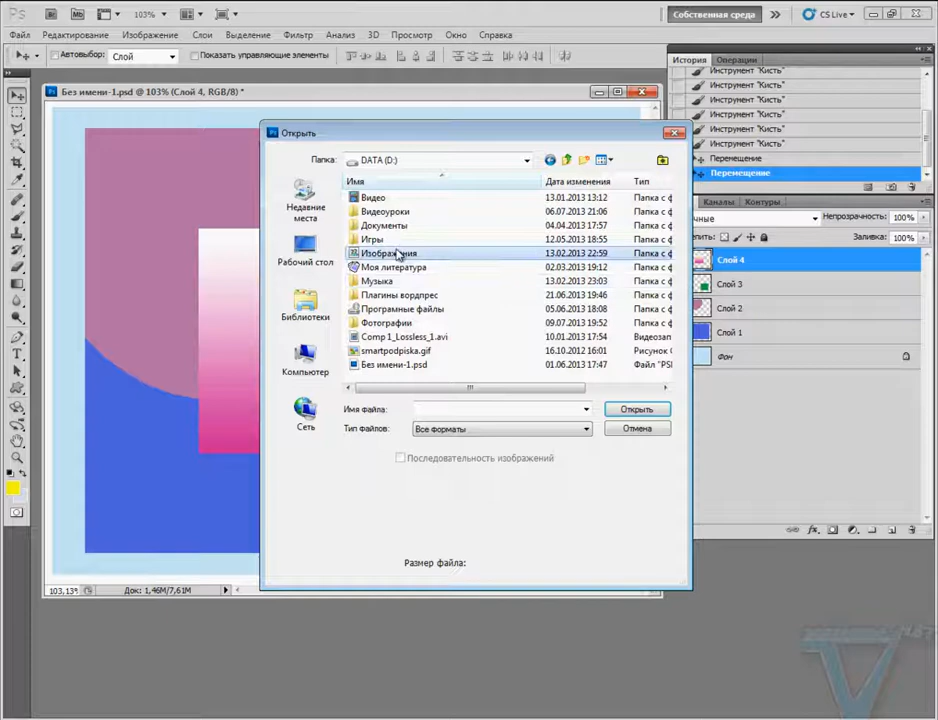 Ps Br Mb 103% Собственная среда CS Live
Файл Редактирование Изображение Слои Выделение Фильтр Анализ 3D Просмотр Окно Справка
Автовыбор: Слой Показать управляющие элементы
История Операции
Инструмент "Кисть"
Инструмент "Кисть"
Инструмент "Кисть"
Инструмент "Кисть"
Инструмент "Кисть"
Инструмент "Кисть"
Перемещение
Перемещение
Без имени-1.psd @ 103% (Слой 4, RGB/8) *
Открыть
Папка: DATA (D:)
Имя Дата изменения Тип
Видео 13.01.2013 13:12 Папка с ф
Видеоуроки 06.07.2013 21:06 Папка с ф
Документы 04.04.2013 17:57 Папка с ф
Игры 12.05.2013 18:55 Папка с ф
Изображения 13.02.2013 22:59 Папка с ф
Моя литература 02.03.2013 19:12 Папка с ф
Музыка 13.02.2013 23:03 Папка с ф
Плагины вордпрес 21.06.2013 19:46 Папка с ф
Програмные файлы 05.06.2013 18:08 Папка с ф
Фотографии 09.07.2013 19:52 Папка с ф
Comp 1_Lossless_1.avi 10.01.2013 17:54 Видеозап
smartpodpiska.gif 16.10.2012 16:01 Рисунок
Без имени-1.psd 01.06.2013 17:47 Файл "PSI
Недавние места
Рабочий стол
Библиотеки
Компьютер
Сеть
Имя файла: Открыть
Тип файлов: Все форматы Отмена
Последовательность изображений
Размер файла:
Каналы Контуры
чные Непрозрачность: 100%
епить: Заливка: 100%
Слой 4
Слой 3
Слой 2
Слой 1
Фон
103,13% Док: 1,46M/7,61M